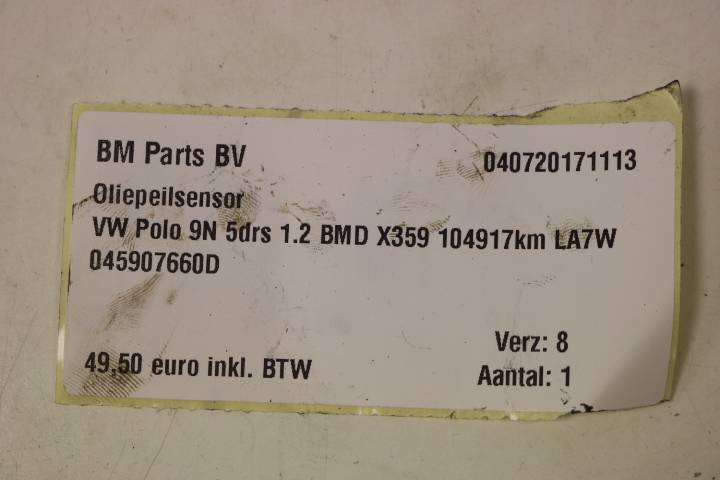 BM Parts BV 040720171113
Oliepeilsensor
VW Polo 9N 5drs 1.2 BMD X359 104917km LA7W
045907660D
Verz: 8
49,50 euro inkl. BTW
Aantal: 1